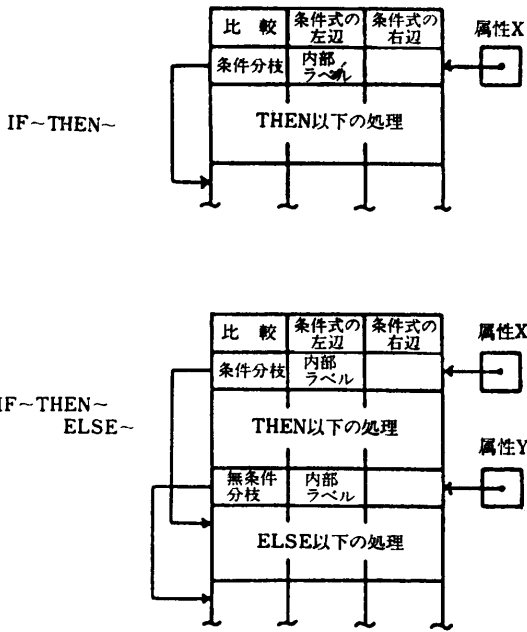 比 較 条件式の左辺 条件式の右辺 属性X
条件分枝 内部ラベル
IF~THEN~
THEN以下の処理
比 較 条件式の左辺 条件式の右辺 属性X
条件分枝 内部ラベル
IF~THEN~
ELSE~
THEN以下の処理
属性Y
無条件分枝 内部ラベル
ELSE以下の処理